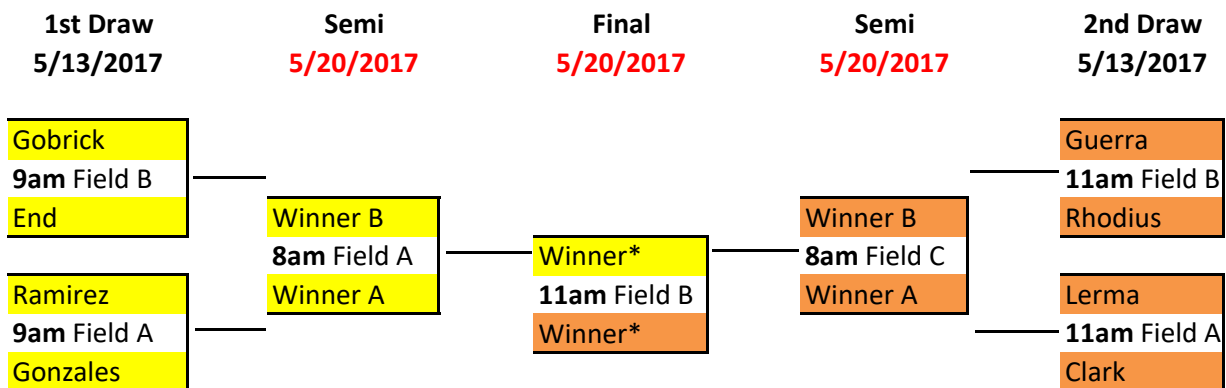 1st Draw
5/13/2017
Semi
5/20/2017
Final
5/20/2017
Semi
5/20/2017
2nd Draw
5/13/2017
Gobrick
9am Field B
End
Ramirez
9am Field A
Gonzales
Winner B
8am Field A
Winner A
Winner*
11am Field B
Winner*
Winner B
8am Field C
Winner A
Guerra
11am Field B
Rhodius
Lerma
11am Field A
Clark